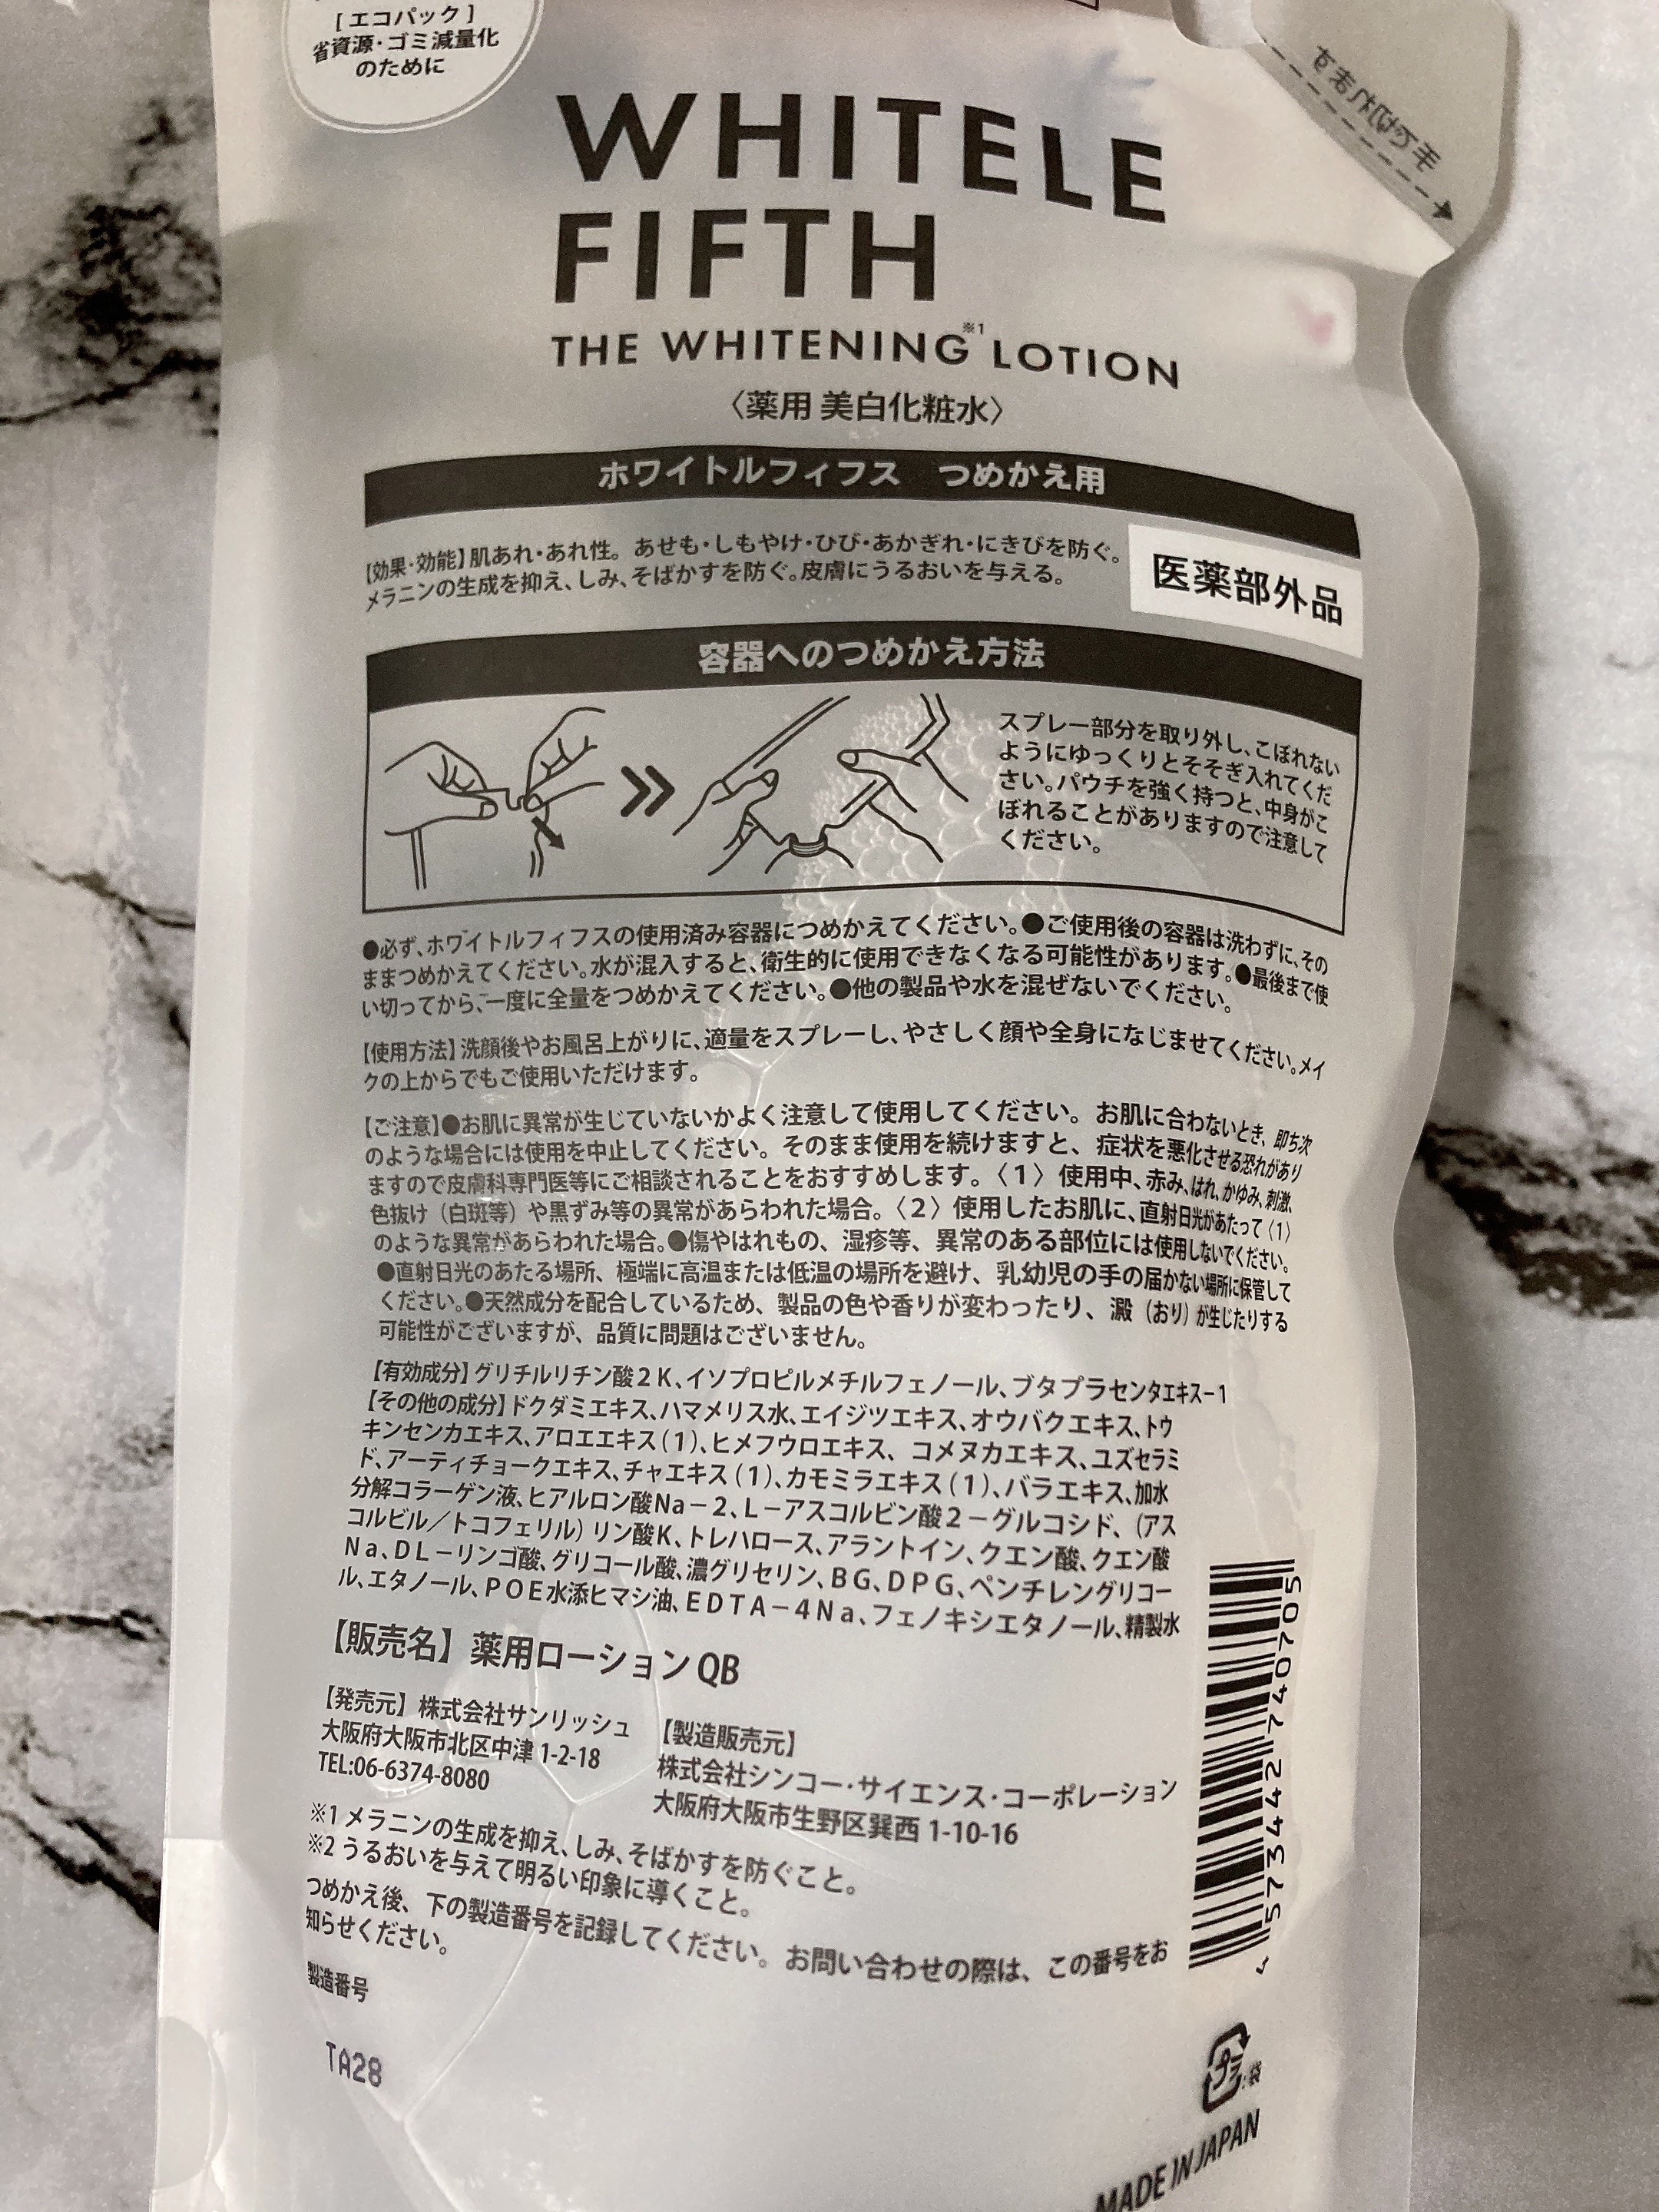 [エコパック]
省資源・ゴミ減量化
のために
WHITELE
FIFTH
THE WHITENING※1 LOTION
〈薬用 美白化粧水〉
ホワイトルフィフス つめかえ用
【効果・効能】肌あれ・あれ性。あせも・しもやけ・ひび・あかぎれ・にきびを防ぐ。
メラニンの生成を抑え、しみ、そばかすを防ぐ。皮膚にうるおいを与える。
医薬部外品
容器へのつめかえ方法
スプレー部分を取り外し、こぼれない
ようにゆっくりとそそぎ入れてくだ
さい。パウチを強く持つと、中身がこ
ぼれることがありますので注意して
ください。
●必ず、ホワイトルフィフスの使用済み容器につめかえてください。●ご使用後の容器は洗わずに、その
ままつめかえてください。水が混入すると、衛生的に使用できなくなる可能性があります。●最後まで使
い切ってから、一度に全量をつめかえてください。●他の製品や水を混ぜないでください。
【使用方法】洗顔後やお風呂上がりに、適量をスプレーし、やさしく顔や全身になじませてください。メイ
クの上からでもご使用いただけます。
【ご注意】●お肌に異常が生じていないかよく注意して使用してください。お肌に合わないとき、即ち次
のような場合には使用を中止してください。そのまま使用を続けますと、症状を悪化させる恐れがあり
ますので皮膚科専門医等にご相談されることをおすすめします。〈1〉使用中、赤み、はれ、かゆみ、刺激、
色抜け（白斑等）や黒ずみ等の異常があらわれた場合。〈2〉使用したお肌に、直射日光があたって〈1〉
のような異常があらわれた場合。●傷やはれもの、湿疹等、異常のある部位には使用しないでください。
●直射日光のあたる場所、極端に高温または低温の場所を避け、乳幼児の手の届かない場所に保管して
ください。●天然成分を配合しているため、製品の色や香りが変わったり、澱（おり）が生じたりする
可能性がございますが、品質に問題はございません。
【有効成分】グリチルリチン酸2K、イソプロピルメチルフェノール、ブタプラセンタエキス-1
【その他の成分】ドクダミエキス、ハマメリス水、エイジツエキス、オウバクエキス、トウ
キンセンカエキス、アロエエキス（1）、ヒメフウロエキス、コメヌカエキス、ユズセラミ
ド、アーティチョークエキス、チャエキス（1）、カモミラエキス（1）、バラエキス、加水
分解コラーゲン液、ヒアルロン酸Na－2、L－アスコルビン酸2－グルコシド、（アス
コルビル／トコフェリル）リン酸K、トレハロース、アラントイン、クエン酸、クエン酸
Na、DL－リンゴ酸、グリコール酸、濃グリセリン、BG、DPG、ペンチレングリコー
ル、エタノール、POE水添ヒマシ油、EDTA－4Na、フェノキシエタノール、精製水
【販売名】薬用ローションQB
【発売元】株式会社サンリッシュ
大阪府大阪市北区中津 1-2-18
TEL:06-6374-8080
【製造販売元】
株式会社シンコー・サイエンス・コーポレーション
大阪府大阪市生野区巽西 1-10-16
※1 メラニンの生成を抑え、しみ、そばかすを防ぐこと。
※2 うるおいを与えて明るい印象に導くこと。
つめかえ後、下の製造番号を記録してください。お問い合わせの際は、この番号をお
知らせください。
製造番号
TA28
4 573442 740705
プラ
:袋
MADE IN JAPAN